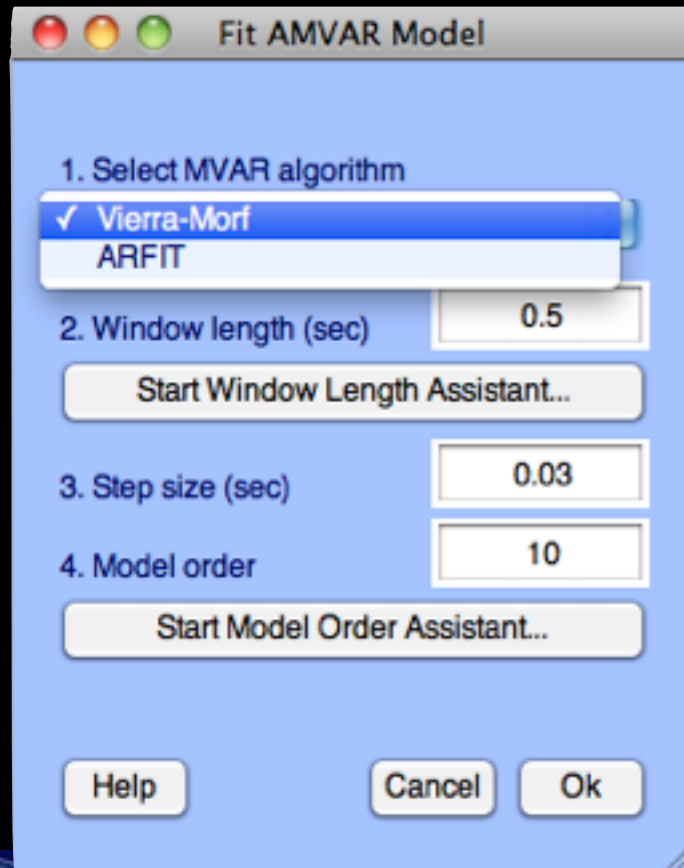 Fit AMVAR Model
1. Select MVAR algorithm
✓ Vierra-Morf
ARFIT
2. Window length (sec)
0.5
Start Window Length Assistant...
3. Step size (sec)
0.03
4. Model order
10
Start Model Order Assistant...
Help
Cancel
Ok